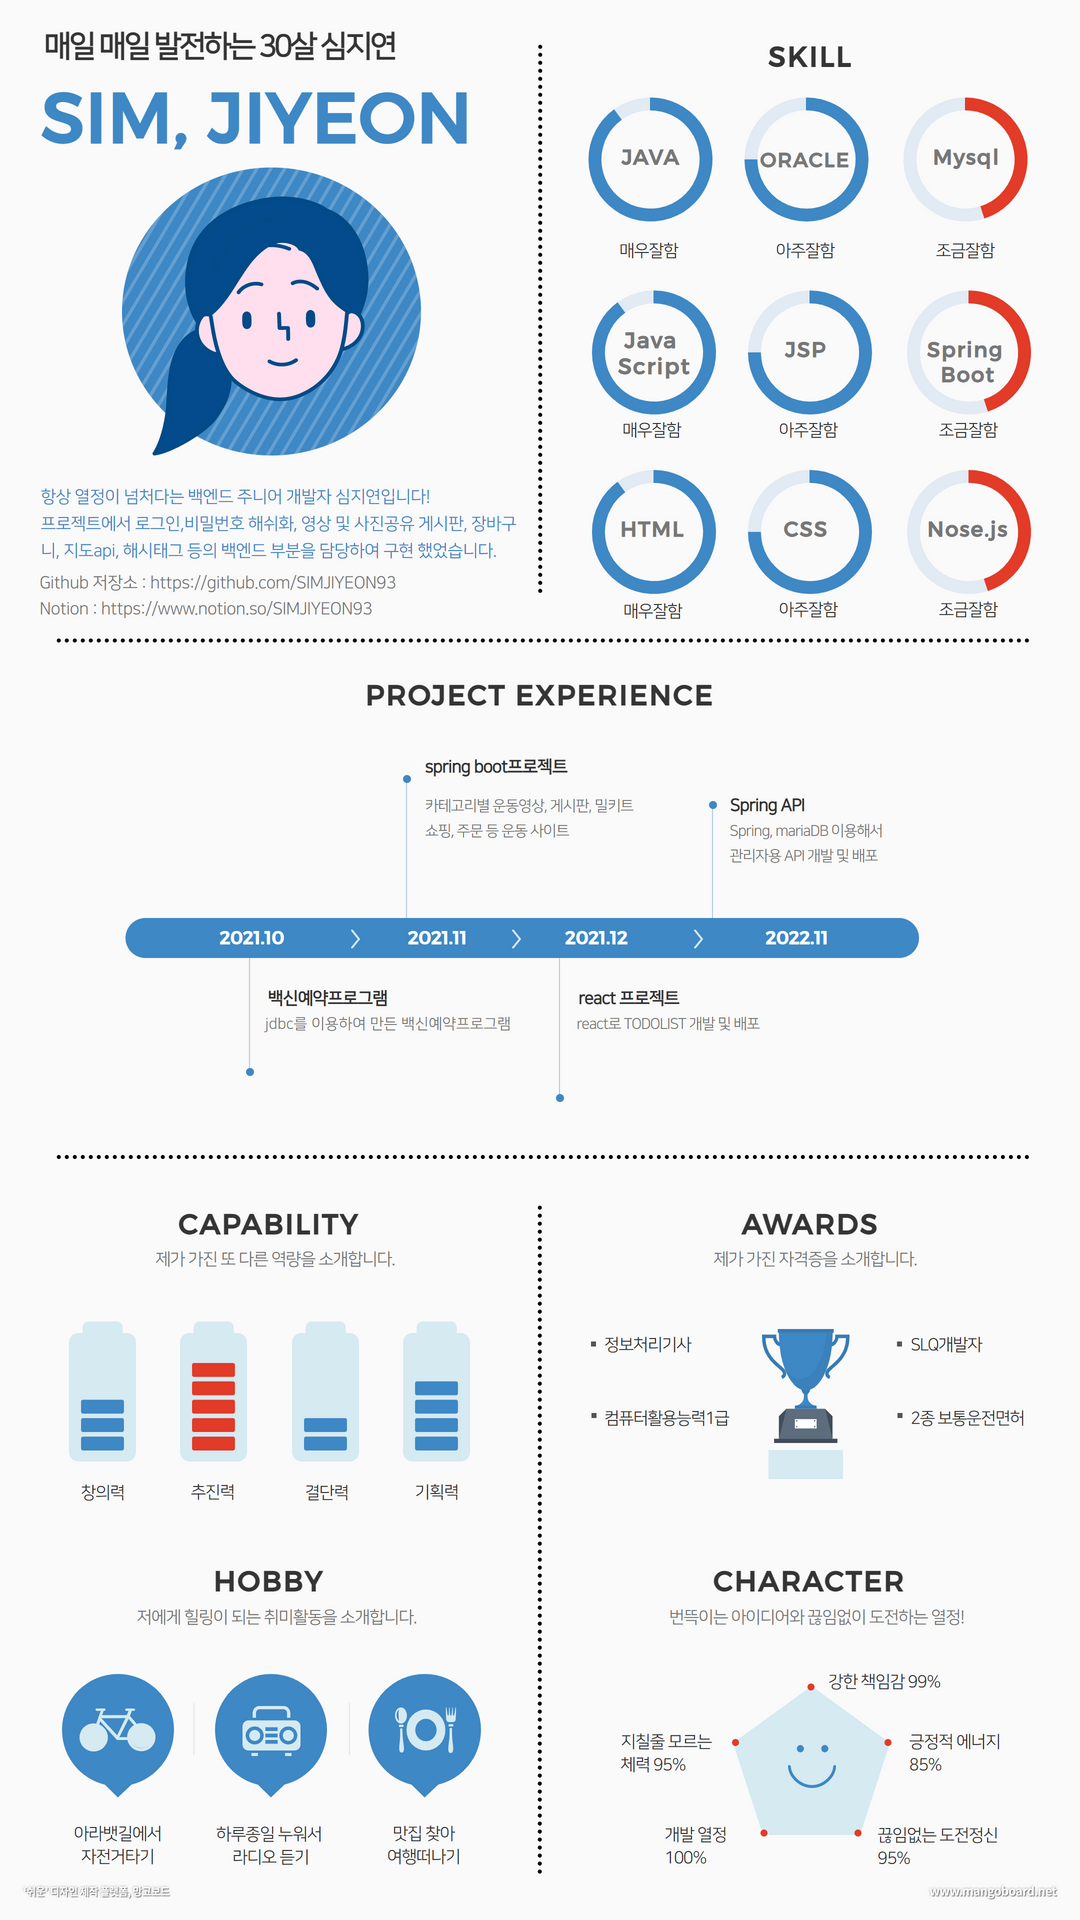 매일 매일 발전하는 30살 심지연
SIM, JIYEON
항상 열정이 넘처다는 백엔드 주니어 개발자 심지연입니다!
프로젝트에서 로그인,비밀번호 해쉬화, 영상 및 사진공유 게시판, 장바구
니, 지도api, 해시태그 등의 백엔드 부분을 담당하여 구현 했었습니다.
Github 저장소 : https://github.com/SIMJIYEON93
Notion : https://www.notion.so/SIMJIYEON93
SKILL
JAVA
ORACLE
Mysql
매우잘함
아주잘함
조금잘함
Java
Script
JSP
Spring
Boot
매우잘함
아주잘함
조금잘함
HTML
CSS
Nose.js
매우잘함
아주잘함
조금잘함
PROJECT EXPERIENCE
spring boot프로젝트
카테고리별 운동영상, 게시판, 밀키트
쇼핑, 주문 등 운동 사이트
Spring API
Spring, mariaDB 이용해서
관리자용 API 개발 및 배포
2021.10
2021.11
2021.12
2022.11
백신예약프로그램
jdbc를 이용하여 만든 백신예약프로그램
react 프로젝트
react로 TODOLIST 개발 및 배포
CAPABILITY
제가 가진 또 다른 역량을 소개합니다.
창의력
추진력
결단력
기획력
AWARDS
제가 가진 자격증을 소개합니다.
정보처리기사
SLQ개발자
컴퓨터활용능력1급
2종 보통운전면허
HOBBY
저에게 힐링이 되는 취미활동을 소개합니다.
아라뱃길에서
자전거타기
하루종일 누워서
라디오 듣기
맛집 찾아
여행떠나기
CHARACTER
번뜩이는 아이디어와 끊임없이 도전하는 열정!
강한 책임감 99%
지칠줄 모르는
체력 95%
긍정적 에너지
85%
개발 열정
100%
끊임없는 도전정신
95%
'쉬운' 디자인 제작 플랫폼, 망고보드
www.mangoboard.net